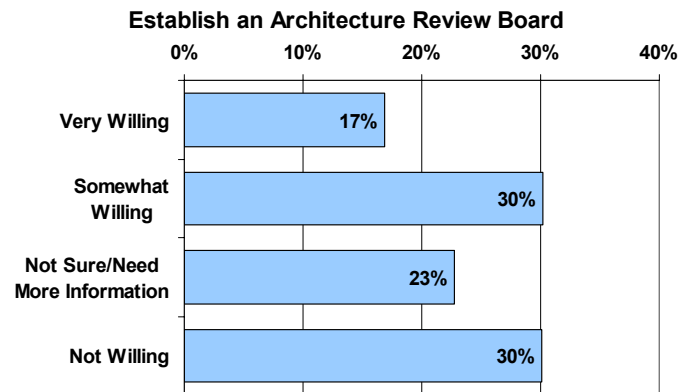 Establish an Architecture Review Board
0% 10% 20% 30% 40%
Very Willing
17%
Somewhat
Willing
30%
Not Sure/Need
More Information
23%
Not Willing
30%